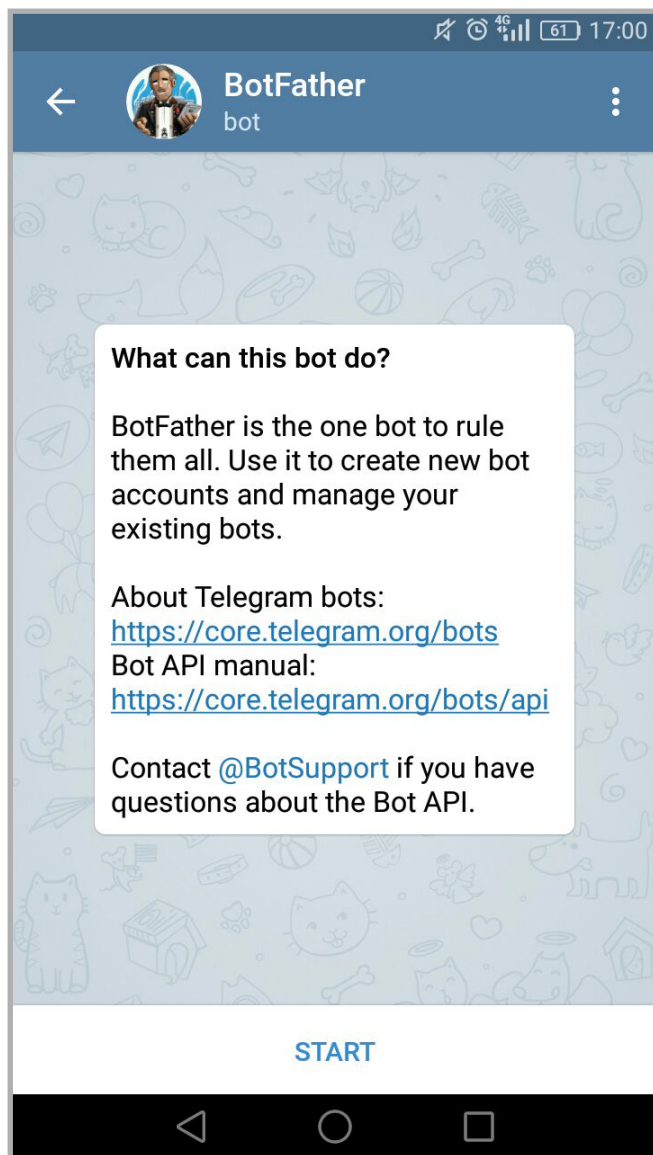 4G 61 17:00
BotFather
bot
What can this bot do?
BotFather is the one bot to rule
them all. Use it to create new bot
accounts and manage your
existing bots.
About Telegram bots:
https://core.telegram.org/bots
Bot API manual:
https://core.telegram.org/bots/api
Contact @BotSupport if you have
questions about the Bot API.
START